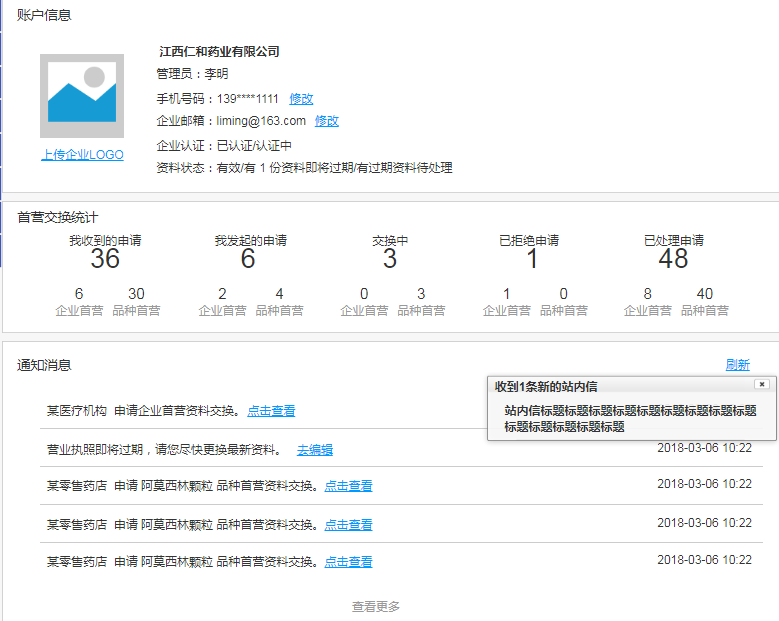 账户信息
江西仁和药业有限公司
管理员：李明
手机号码：139****1111 修改
企业邮箱：liming@163.com 修改
企业认证：已认证/认证中
资料状态：有效/有 1 份资料即将过期/有过期资料待处理
上传企业LOGO
首营交换统计
我收到的申请 我发起的申请 交换中 已拒绝申请 已处理申请
36 6 3 1 48
6 30 2 4 0 3 1 0 8 40
企业首营 品种首营 企业首营 品种首营 企业首营 品种首营 企业首营 品种首营 企业首营 品种首营
通知消息 刷新
收到1条新的站内信
站内信标题标题标题标题标题标题标题标题标题
标题标题标题标题标题
某医疗机构 申请企业首营资料交换。 点击查看
营业执照即将过期，请您尽快更换最新资料。 去编辑 2018-03-06 10:22
某零售药店 申请 阿莫西林颗粒 品种首营资料交换。 点击查看 2018-03-06 10:22
某零售药店 申请 阿莫西林颗粒 品种首营资料交换。 点击查看 2018-03-06 10:22
某零售药店 申请 阿莫西林颗粒 品种首营资料交换。 点击查看 2018-03-06 10:22
查看更多